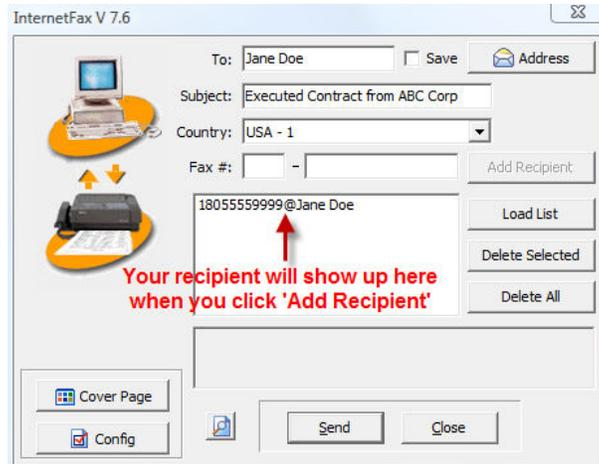 InternetFax V 7.6
To: Jane Doe Save Address
Subject: Executed Contract from ABC Corp
Country: USA - 1
Fax #: - Add Recipient
18055559999@Jane Doe
Load List
Delete Selected
Your recipient will show up here
when you click 'Add Recipient'
Delete All
Cover Page
Config
Send Close